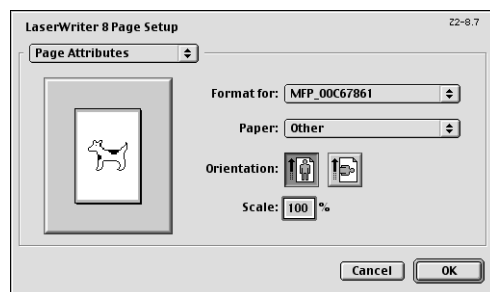 LaserWriter 8 Page Setup
Z2-8.7
Page Attributes
Format for: MFP_00C67861
Paper: Other
Orientation:
Scale: 100 %
Cancel OK